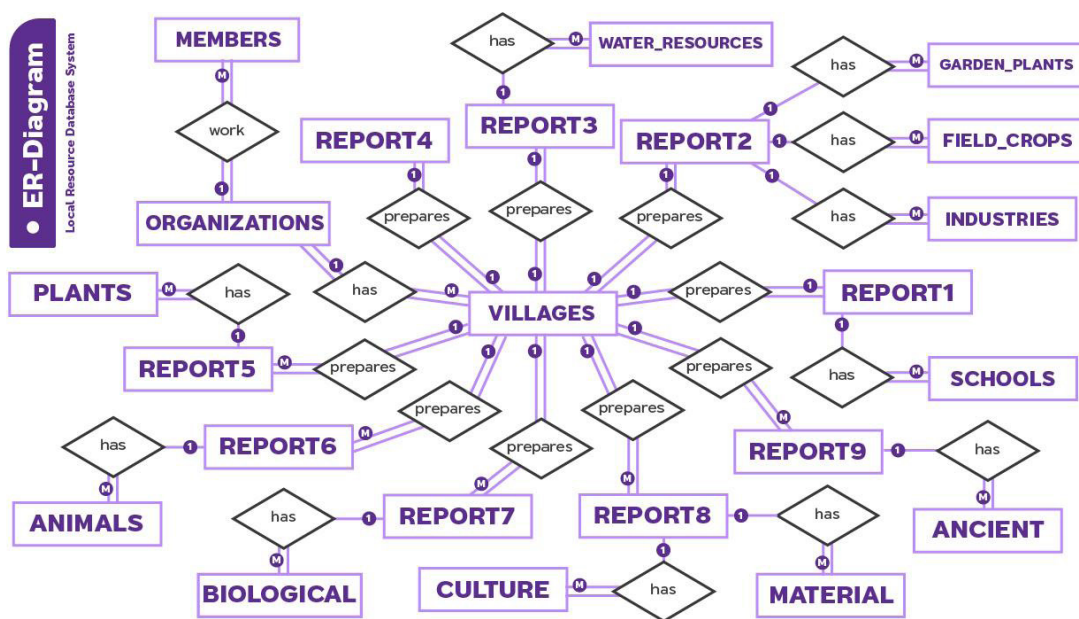 ● ER-Diagram
Local Resource Database System
MEMBERS
M
work
1
ORGANIZATIONS
1
has
M
REPORT4
1
prepares
1
has
M
WATER_RESOURCES
1
REPORT3
1
prepares
1
REPORT2
1
prepares
1
1
has
M
GARDEN_PLANTS
1
has
M
FIELD_CROPS
1
has
M
INDUSTRIES
VILLAGES
1
prepares
1
REPORT1
1
has
M
SCHOOLS
PLANTS
M
has
1
REPORT5
M
prepares
1
1
prepares
M
REPORT6
1
has
M
ANIMALS
1
prepares
M
REPORT7
1
has
M
BIOLOGICAL
1
prepares
M
REPORT8
1
has
M
CULTURE
1
has
M
MATERIAL
1
prepares
M
REPORT9
1
has
M
ANCIENT